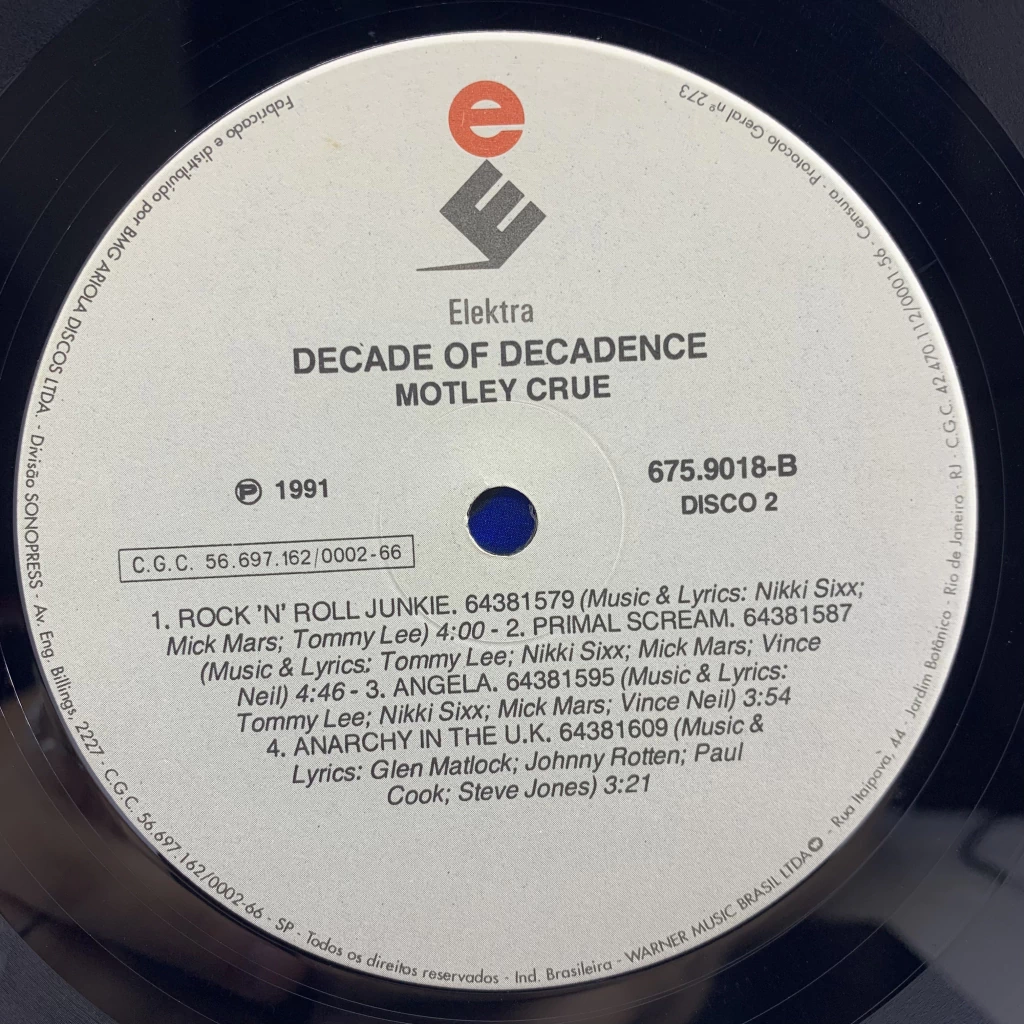 e
E
Elektra
DECADE OF DECADENCE
MOTLEY CRUE
℗ 1991
675.9018-B
DISCO 2
C.G.C. 56.697.162/0002-66
1. ROCK 'N' ROLL JUNKIE. 64381579 (Music & Lyrics: Nikki Sixx;
Mick Mars; Tommy Lee) 4:00 - 2. PRIMAL SCREAM. 64381587
(Music & Lyrics: Tommy Lee; Nikki Sixx; Mick Mars; Vince
Neil) 4:46 - 3. ANGELA. 64381595 (Music & Lyrics:
Tommy Lee; Nikki Sixx; Mick Mars; Vince Neil) 3:54
4. ANARCHY IN THE U.K. 64381609 (Music &
Lyrics: Glen Matlock; Johnny Rotten; Paul
Cook; Steve Jones) 3:21
Fabricado e distribuido por BMG ARIOLA DISCOS LTDA. - Divisão SONOPRESS - Av. Eng. Billings, 2227 - C.G.C. 56.697.162/0002-66 - SP - Todos os direitos reservados - Ind. Brasileira - WARNER MUSIC BRASIL LTDA - Rua Itaipava, 44 - Jardim Botânico - Rio de Janeiro - RJ - C.G.C. 42.470.112/0001-56 - Censura - Protocolo Geral nº 273